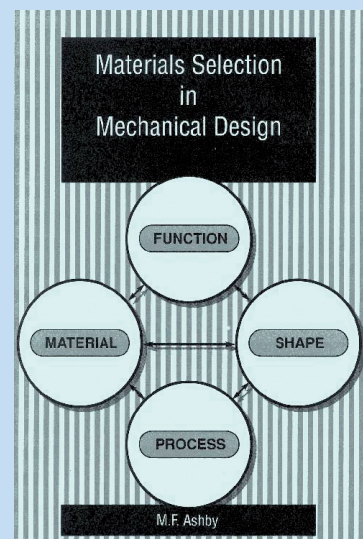 Materials Selection
in
Mechanical Design
FUNCTION
MATERIAL
SHAPE
PROCESS
M.F. Ashby